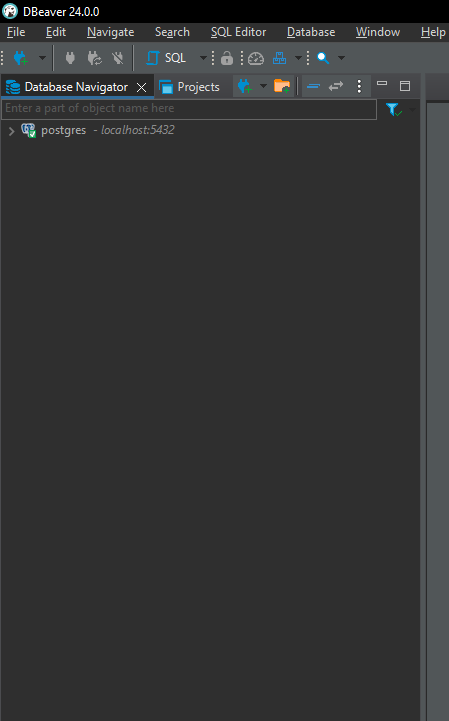 DBeaver 24.0.0
File Edit Navigate Search SQL Editor Database Window Help
SQL
Database Navigator Projects
Enter a part of object name here
postgres - localhost:5432